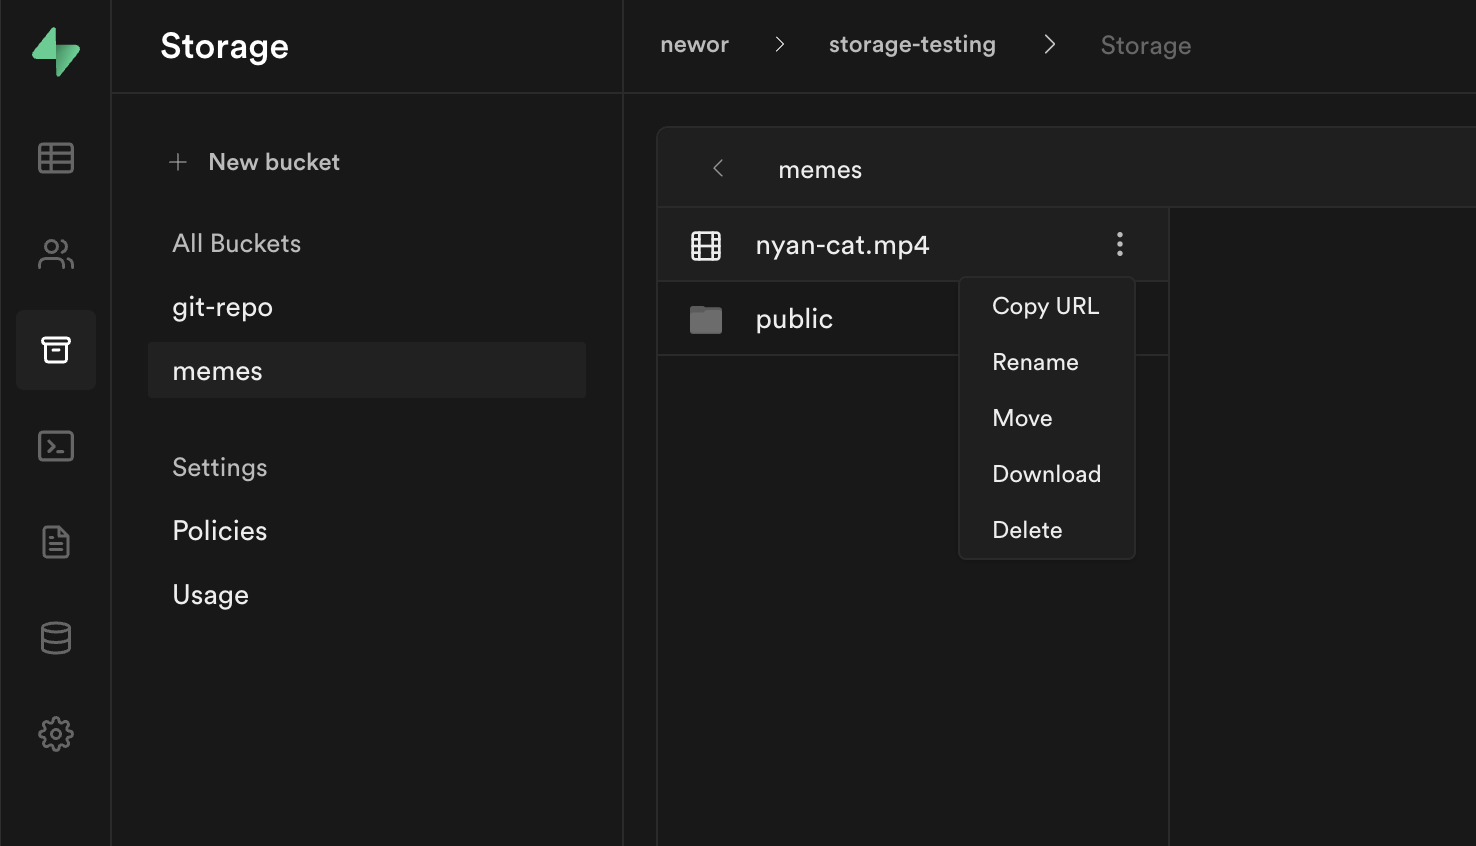 Storage
newor
storage-testing
Storage
New bucket
All Buckets
git-repo
memes
Settings
Policies
Usage
memes
nyan-cat.mp4
public
Copy URL
Rename
Move
Download
Delete